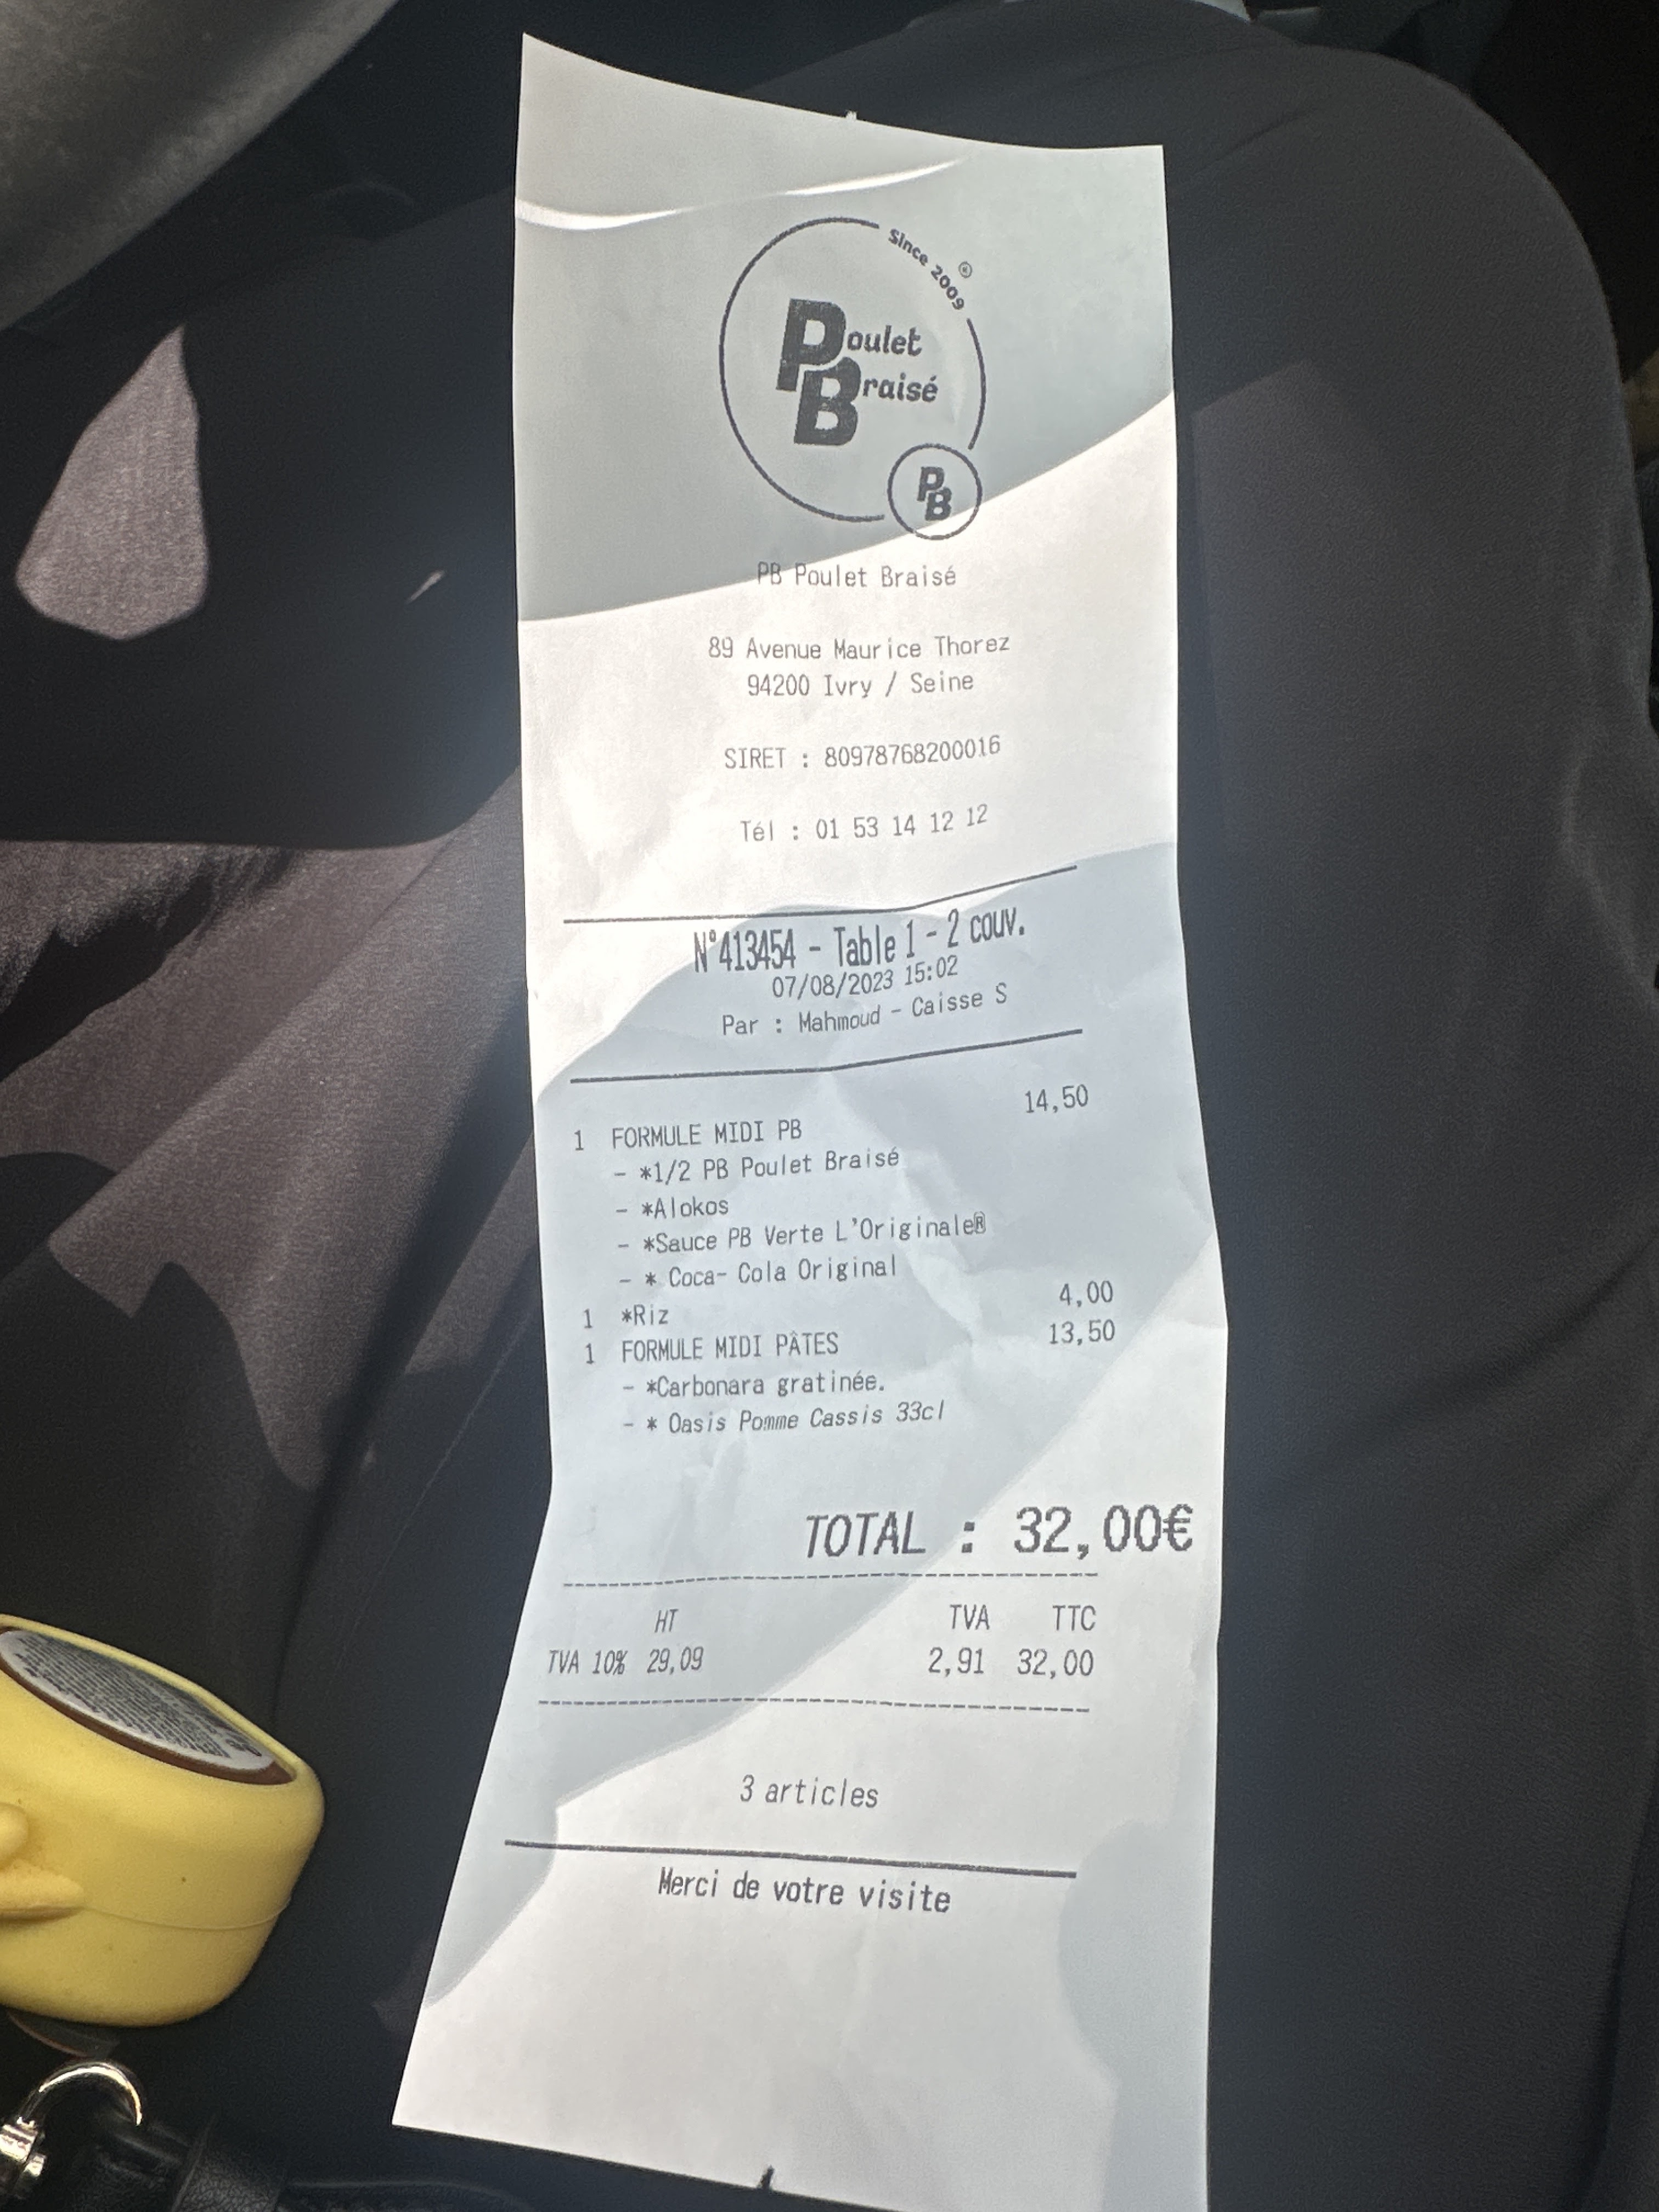 Since 2009
®
Poulet
Braisé
PB
PB Poulet Braisé
89 Avenue Maurice Thorez
94200 Ivry / Seine
SIRET : 80978768200016
Tél : 01 53 14 12 12
N°413454 - Table 1 - 2 couv.
07/08/2023 15:02
Par : Mahmoud - Caisse S
1 FORMULE MIDI PB 14,50
- *1/2 PB Poulet Braisé
- *Alokos
- *Sauce PB Verte L'Originale®
- * Coca- Cola Original
1 *Riz 4,00
1 FORMULE MIDI PÂTES 13,50
- *Carbonara gratinée.
- * Oasis Pomme Cassis 33cl
TOTAL : 32,00€
HT TVA TTC
TVA 10% 29,09 2,91 32,00
3 articles
Merci de votre visite